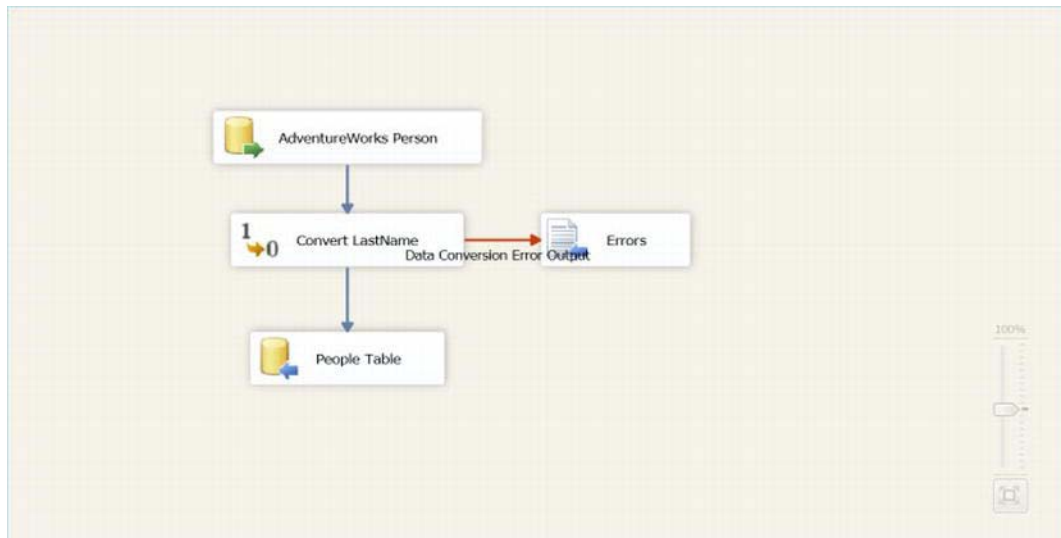 AdventureWorks Person
1
0
Convert LastName
Errors
Data Conversion Error Output
People Table
100%